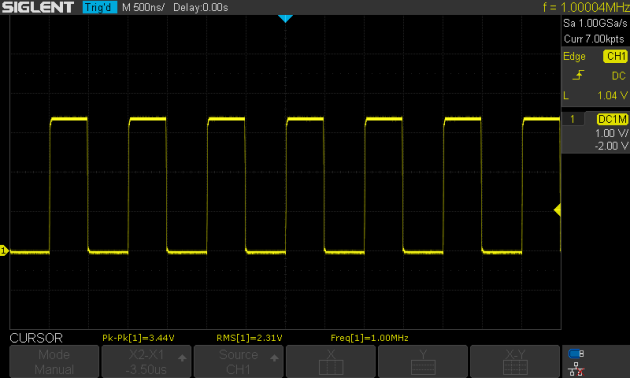 SIGLENT Trig'd M 500ns/ Delay:0.00s f = 1.00004MHz
Sa 1.00GSa/s
Curr 7.00kpts
Edge CH1
DC
L 1.04 V
1 DC1M
1.00 V/
-2.00 V
1
CURSOR Pk-Pk[1]=3.44V RMS[1]=2.31V Freq[1]=1.00MHz
Mode X2-X1 Source X Y X-Y
Manual -3.50us CH1